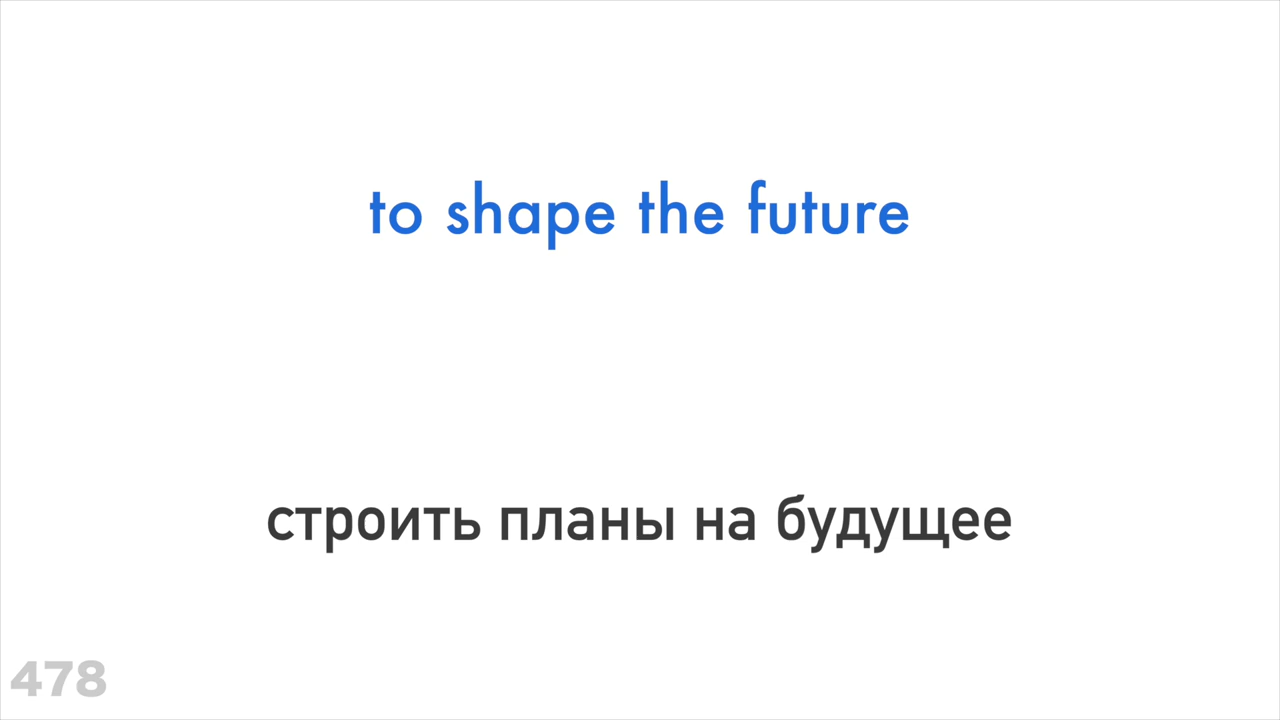 to shape the future
строить планы на будущее
478